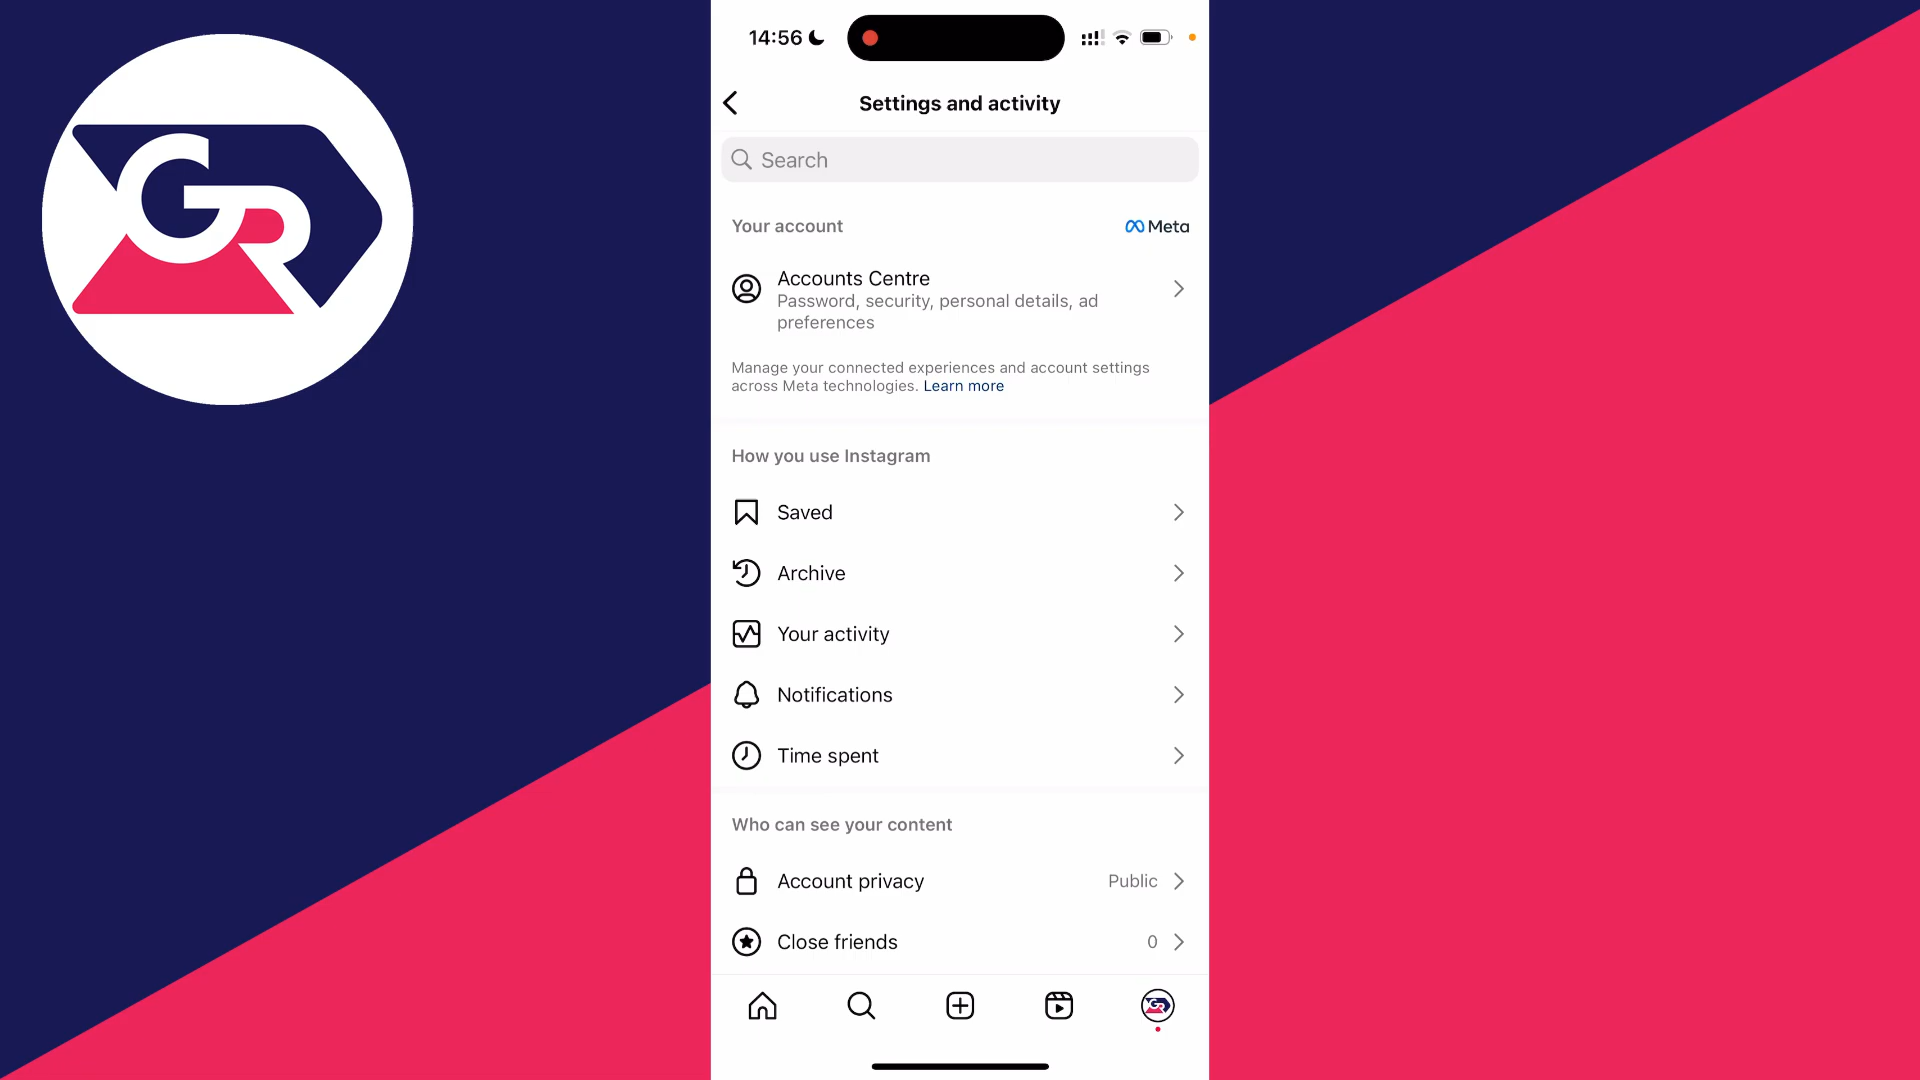 GR
14:56
Settings and activity
Search
Your account
Meta
Accounts Centre
Password, security, personal details, ad
preferences
Manage your connected experiences and account settings
across Meta technologies. Learn more
How you use Instagram
Saved
Archive
Your activity
Notifications
Time spent
Who can see your content
Account privacy Public
Close friends 0
GR